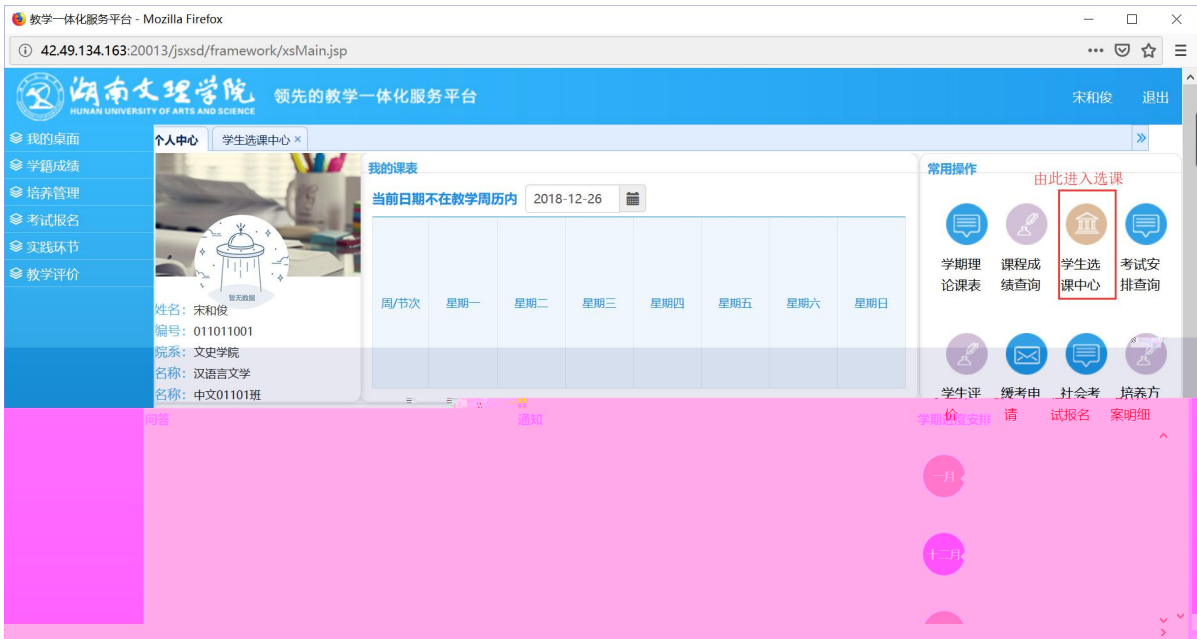 教学一体化服务平台 - Mozilla Firefox
42.49.134.163:20013/jsxsd/framework/xsMain.jsp
湖南文理学院
HUNAN UNIVERSITY OF ARTS AND SCIENCE
领先的教学一体化服务平台
宋和俊 退出
我的桌面
学籍成绩
培养管理
考试报名
实践环节
教学评价
个人中心 学生选课中心 ×
暂无数据
姓名：宋和俊
编号：011011001
院系：文史学院
名称：汉语言文学
名称：中文01101班
我的课表
当前日期不在教学周历内 2018-12-26
周/节次 星期一 星期二 星期三 星期四 星期五 星期六 星期日
常用操作
由此进入选课
学期理论课表
课程成绩查询
学生选课中心
考试安排查询
学生评价
缓考申请
社会考试报名
培养方案明细
问答
通知
学期进度安排
一月
十二月